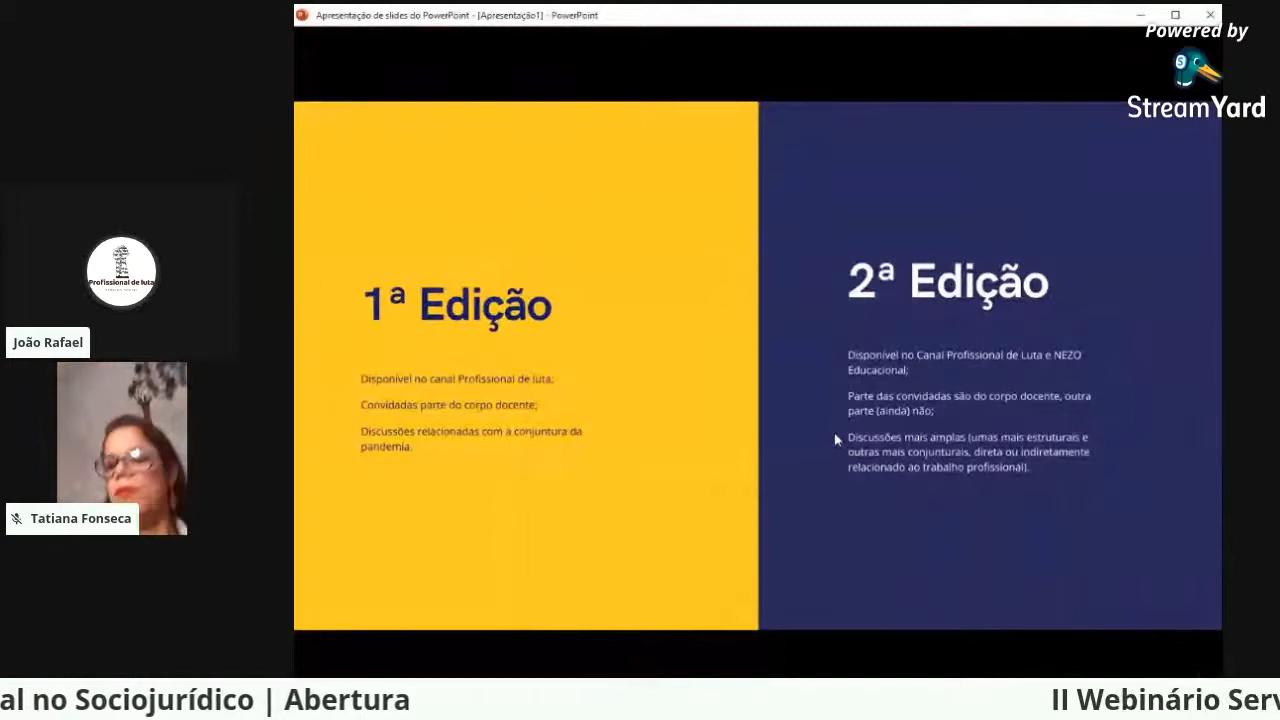 Apresentação de slides do PowerPoint - [Apresentação1] - PowerPoint
Powered by
StreamYard
1ª Edição
Disponível no canal Profissional de luta;
Convidadas parte do corpo docente;
Discussões relacionadas com a conjuntura da
pandemia.
2ª Edição
Disponível no Canal Profissional de Luta e NEZO
Educacional;
Parte das convidadas são do corpo docente, outra
parte (ainda) não;
Discussões mais amplas (umas mais estruturais e
outras mais conjunturais, direta ou indiretamente
relacionado ao trabalho profissional).
Profissional de luta
João Rafael
Tatiana Fonseca
al no Sociojurídico | Abertura
II Webinário Serv